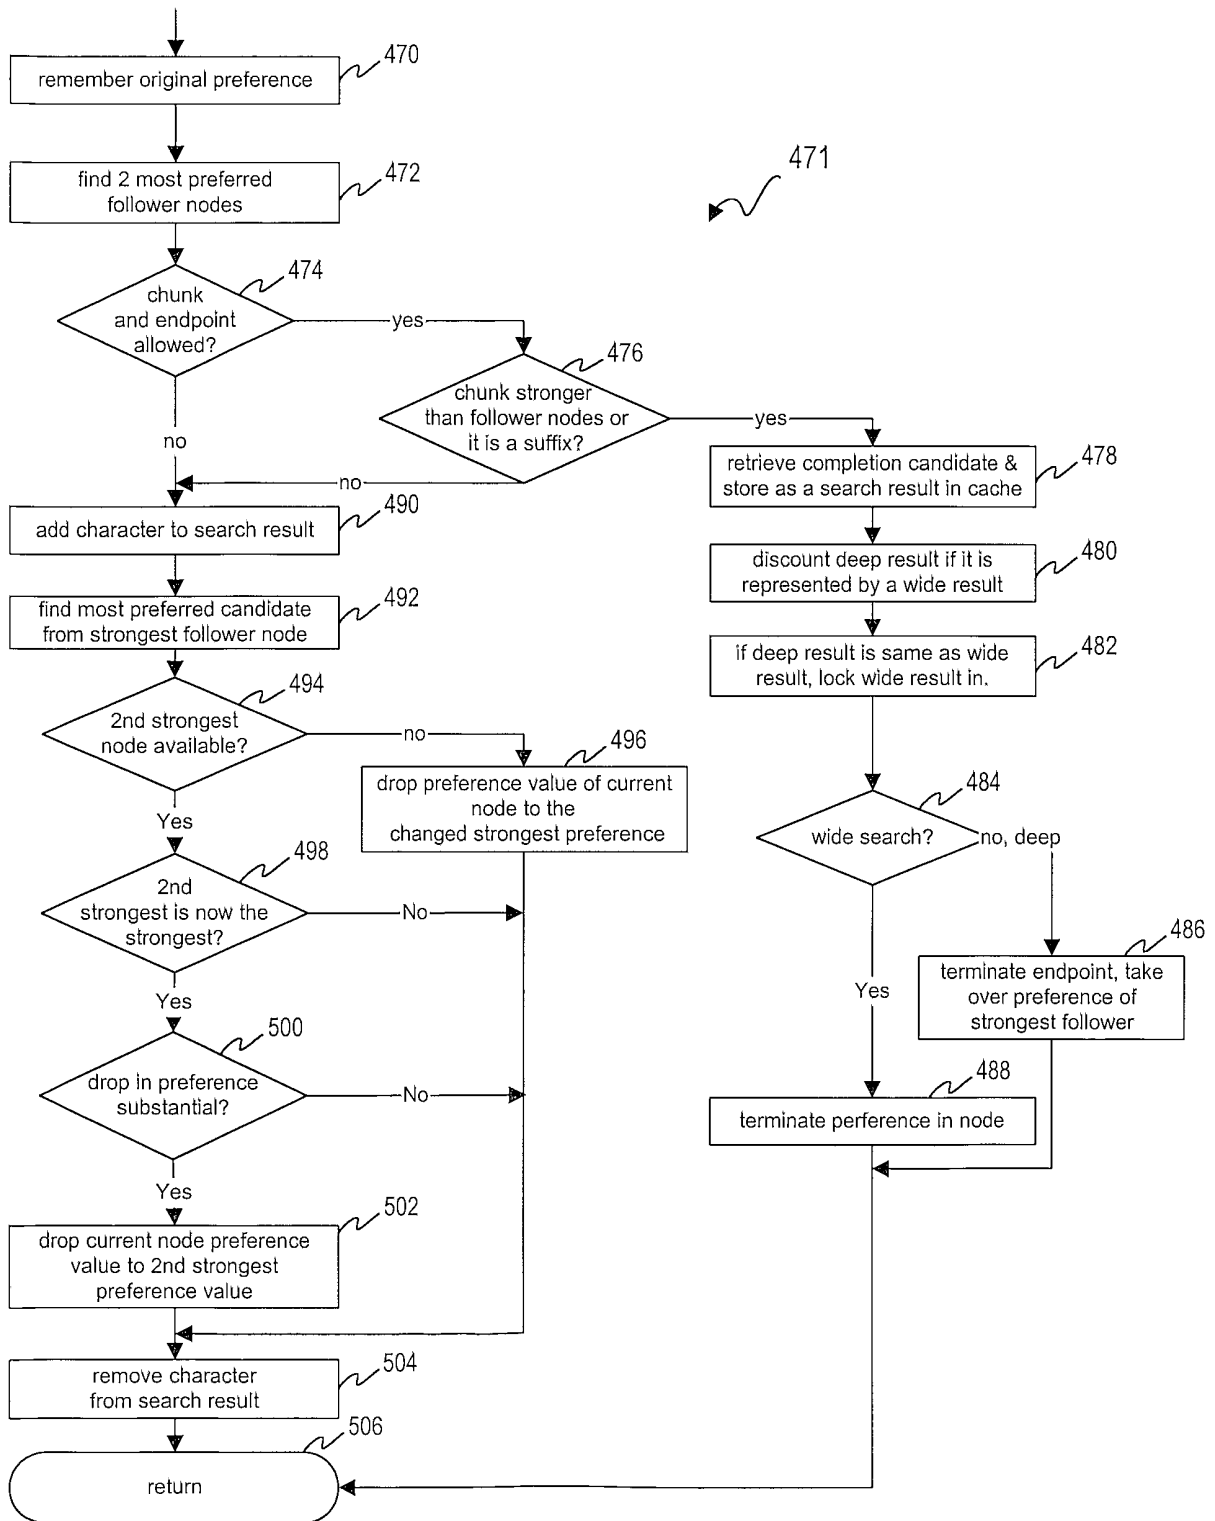 470
remember original preference
471
472
find 2 most preferred
follower nodes
474
chunk
and endpoint
allowed?
yes
no
476
chunk stronger
than follower nodes or
it is a suffix?
yes
no
478
retrieve completion candidate &
store as a search result in cache
480
discount deep result if it is
represented by a wide result
482
if deep result is same as wide
result, lock wide result in.
484
wide search?
no, deep
Yes
486
terminate endpoint, take
over preference of
strongest follower
488
terminate perference in node
490
add character to search result
492
find most preferred candidate
from strongest follower node
494
2nd strongest
node available?
no
Yes
496
drop preference value of current
node to the
changed strongest preference
498
2nd
strongest is now the
strongest?
No
Yes
500
drop in preference
substantial?
No
Yes
502
drop current node preference
value to 2nd strongest
preference value
504
remove character
from search result
506
return